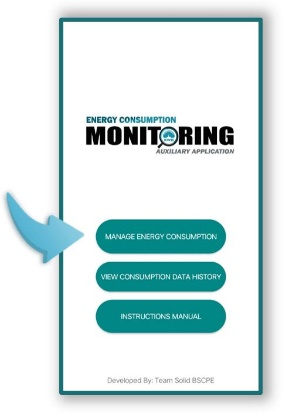 ENERGY CONSUMPTION
MONITORING
AUXILIARY APPLICATION
MANAGE ENERGY CONSUMPTION
VIEW CONSUMPTION DATA HISTORY
INSTRUCTIONS MANUAL
Developed By: Team Solid BSCPE